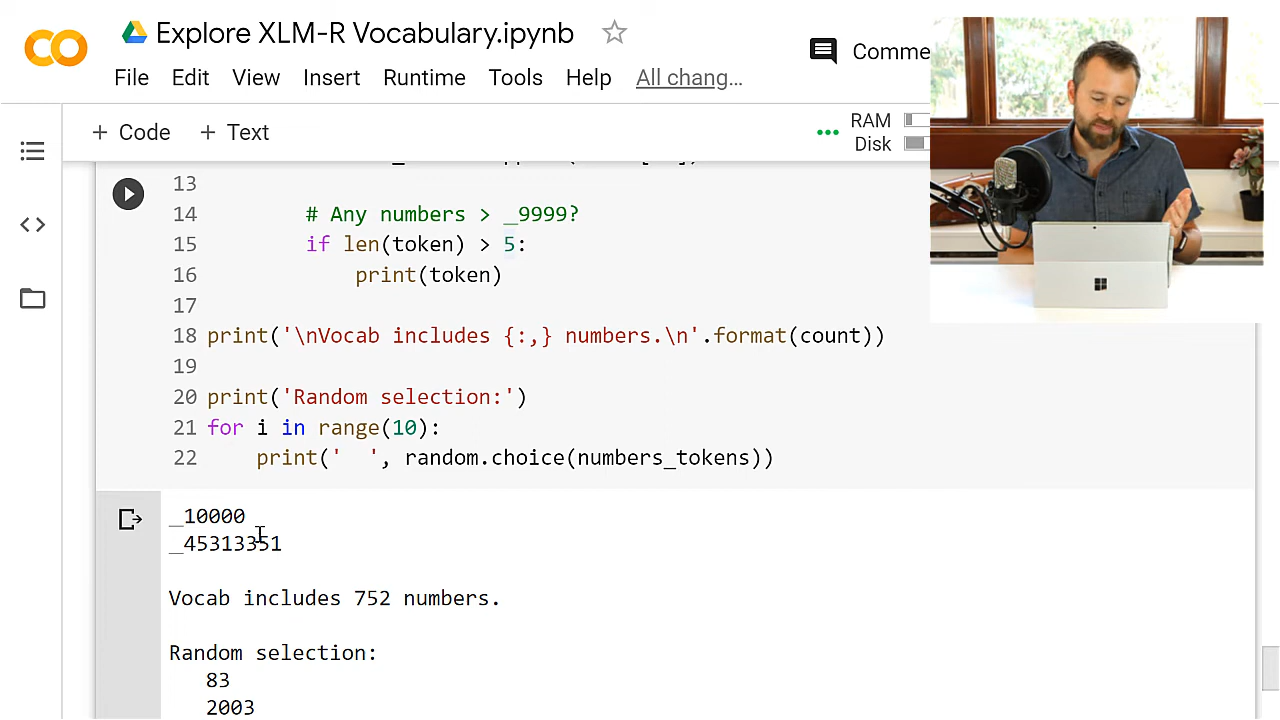 Explore XLM-R Vocabulary.ipynb
Comme
File Edit View Insert Runtime Tools Help All chang…
+ Code + Text
RAM
Disk
13
14 # Any numbers > _9999?
15 if len(token) > 5:
16 print(token)
17
18 print('\nVocab includes {:,} numbers.\n'.format(count))
19
20 print('Random selection:')
21 for i in range(10):
22 print('  ', random.choice(numbers_tokens))
_10000
_45313351
Vocab includes 752 numbers.
Random selection:
83
2003